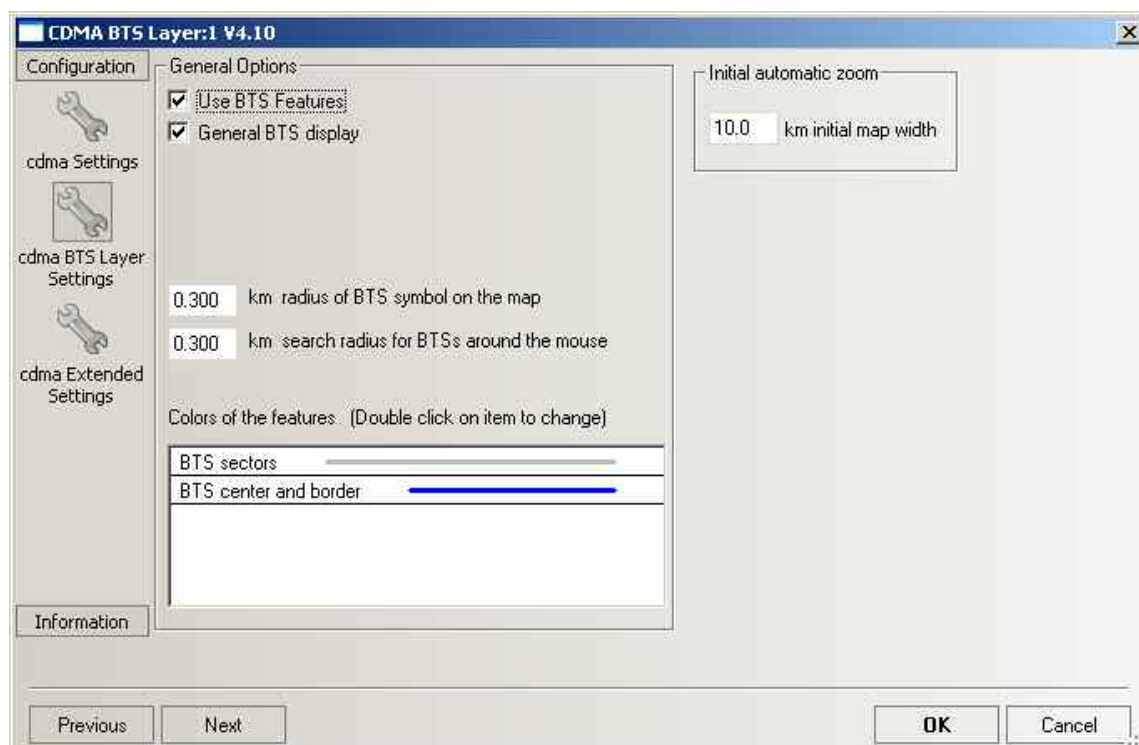 CDMA BTS Layer:1 V4.10
Configuration
cdma Settings
cdma BTS Layer
Settings
cdma Extended
Settings
Information
General Options
Use BTS Features
General BTS display
0.300 km radius of BTS symbol on the map
0.300 km search radius for BTSs around the mouse
Colors of the features (Double click on item to change)
BTS sectors
BTS center and border
Initial automatic zoom
10.0 km initial map width
Previous
Next
OK
Cancel